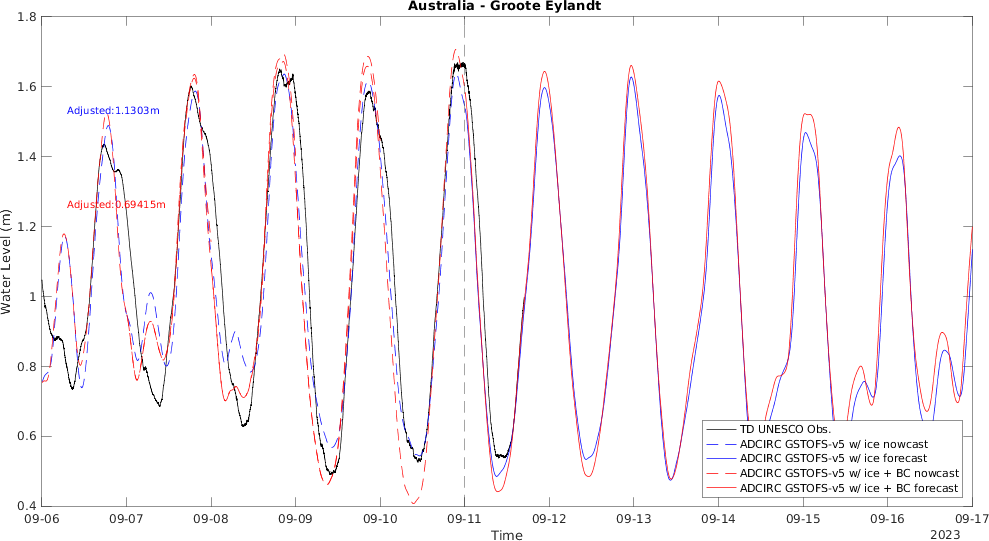 Australia - Groote Eylandt
1.8
1.6
1.4
1.2
1
0.8
0.6
0.4
Water Level (m)
Adjusted:1.1303m
Adjusted:0.69415m
TD UNESCO Obs.
ADCIRC GSTOFS-v5 w/ ice nowcast
ADCIRC GSTOFS-v5 w/ ice forecast
ADCIRC GSTOFS-v5 w/ ice + BC nowcast
ADCIRC GSTOFS-v5 w/ ice + BC forecast
09-06 09-07 09-08 09-09 09-10 09-11 09-12 09-13 09-14 09-15 09-16 09-17
Time
2023